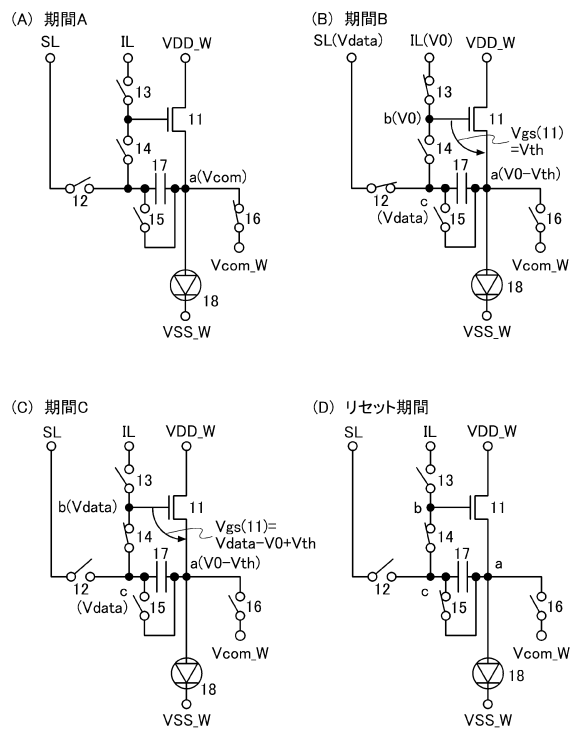 (A) 期間A
SL
IL
VDD_W
13
11
14
17
a(Vcom)
12
15
16
Vcom_W
18
VSS_W
(B) 期間B
SL(Vdata)
IL(V0)
VDD_W
13
b(V0)
11
Vgs(11)
=Vth
14
17
a(V0-Vth)
12
c
(Vdata)
15
16
Vcom_W
18
VSS_W
(C) 期間C
SL
IL
VDD_W
13
b(Vdata)
11
Vgs(11)=
Vdata-V0+Vth
14
17
a(V0-Vth)
12
c
(Vdata)
15
16
Vcom_W
18
VSS_W
(D) リセット期間
SL
IL
VDD_W
13
b
11
14
17
a
12
c
15
16
Vcom_W
18
VSS_W